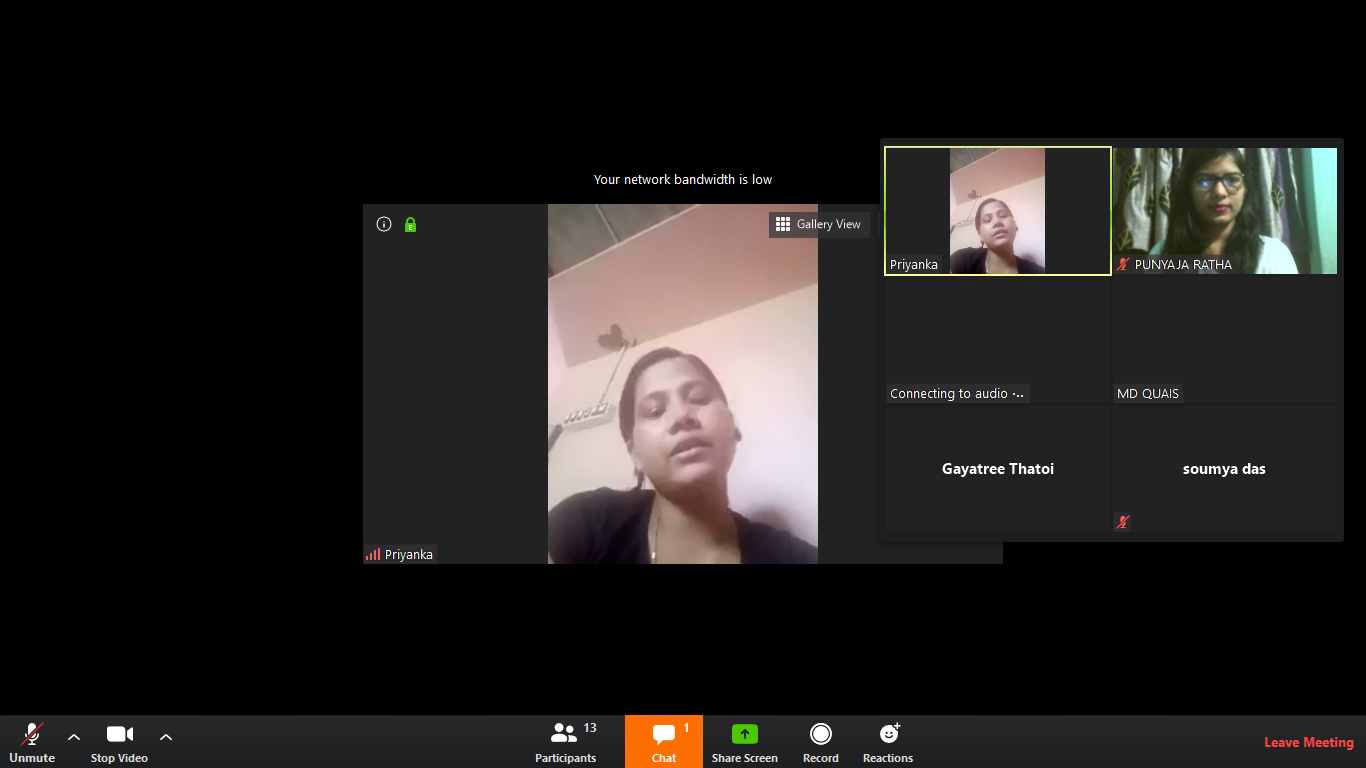 Your network bandwidth is low
E
Gallery View
Priyanka
Priyanka
PUNYAJA RATHA
Connecting to audio ·..
MD QUAIS
Gayatree Thatoi
soumya das
Unmute
Stop Video
Participants
13
Chat
1
Share Screen
Record
Reactions
Leave Meeting